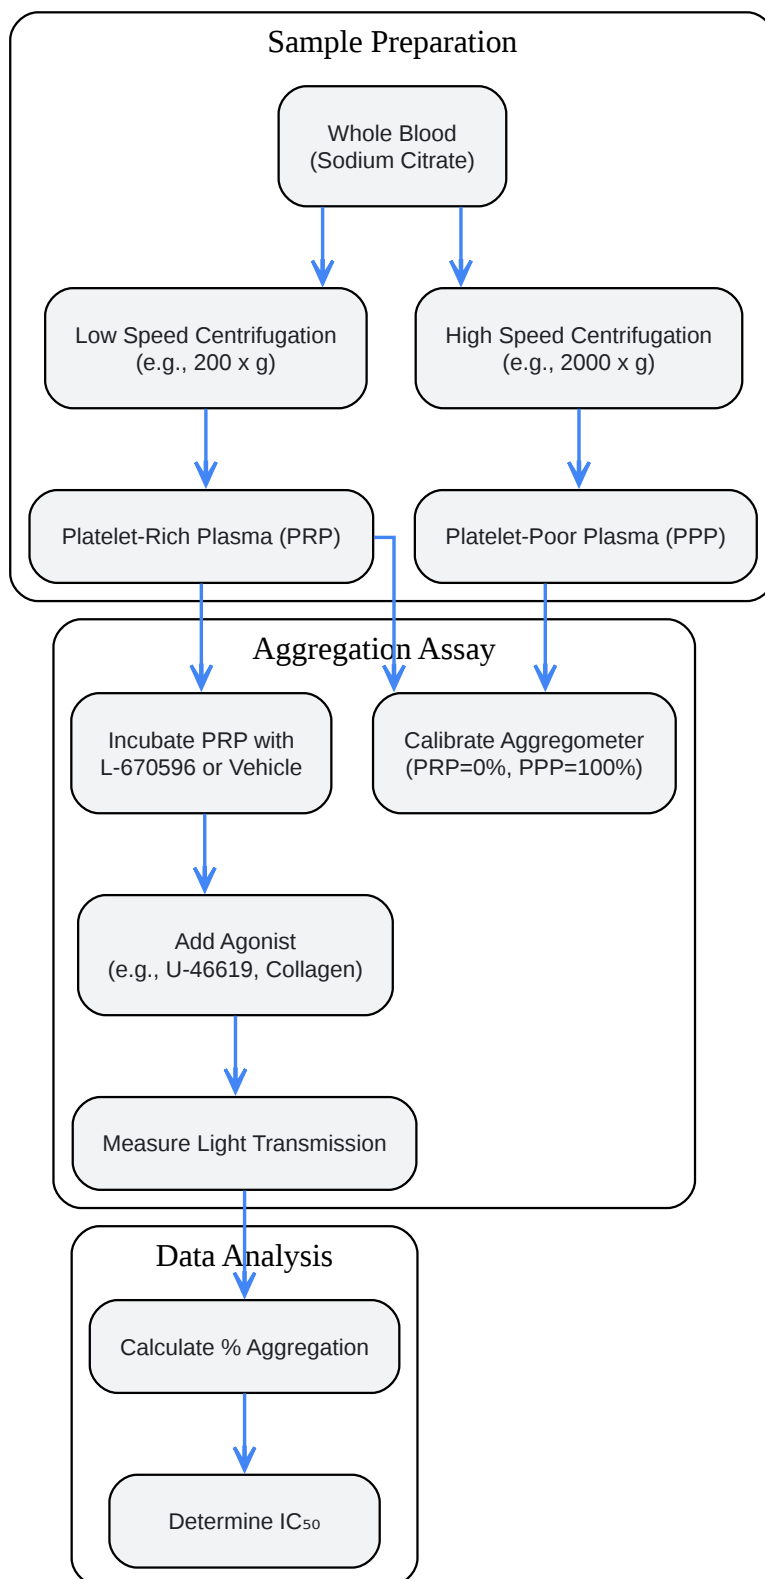 Sample Preparation
Whole Blood
(Sodium Citrate)
Low Speed Centrifugation
(e.g., 200 x g)
High Speed Centrifugation
(e.g., 2000 x g)
Platelet-Rich Plasma (PRP)
Platelet-Poor Plasma (PPP)
Aggregation Assay
Incubate PRP with
L-670596 or Vehicle
Calibrate Aggregometer
(PRP=0%, PPP=100%)
Add Agonist
(e.g., U-46619, Collagen)
Measure Light Transmission
Data Analysis
Calculate % Aggregation
Determine IC₅₀